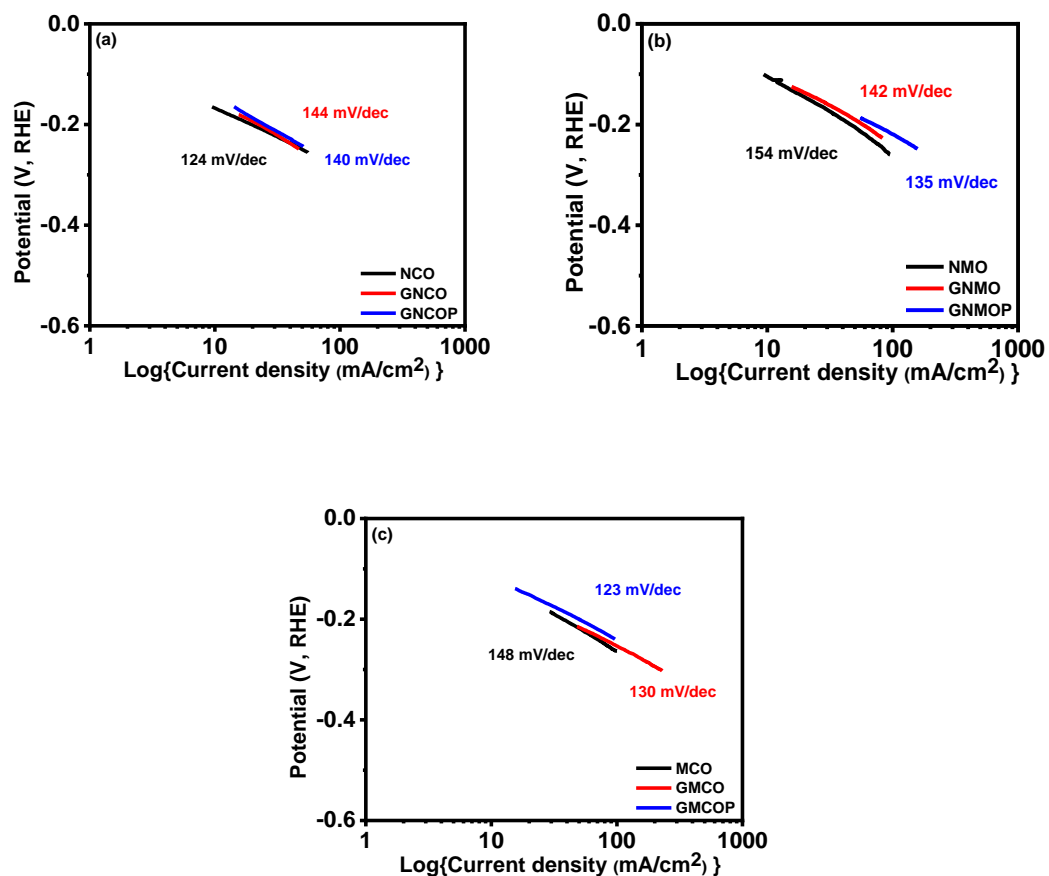 (a)
0.0
-0.2
-0.4
-0.6
Potential (V, RHE)
144 mV/dec
124 mV/dec
140 mV/dec
NCO
GNCO
GNCOP
1 10 100 1000
Log{Current density (mA/cm²) }
(b)
0.0
-0.2
-0.4
-0.6
Potential (V, RHE)
142 mV/dec
154 mV/dec
135 mV/dec
NMO
GNMO
GNMOP
1 10 100 1000
Log{Current density (mA/cm²) }
(c)
0.0
-0.2
-0.4
-0.6
Potential (V, RHE)
123 mV/dec
148 mV/dec
130 mV/dec
MCO
GMCO
GMCOP
1 10 100 1000
Log{Current density (mA/cm²) }